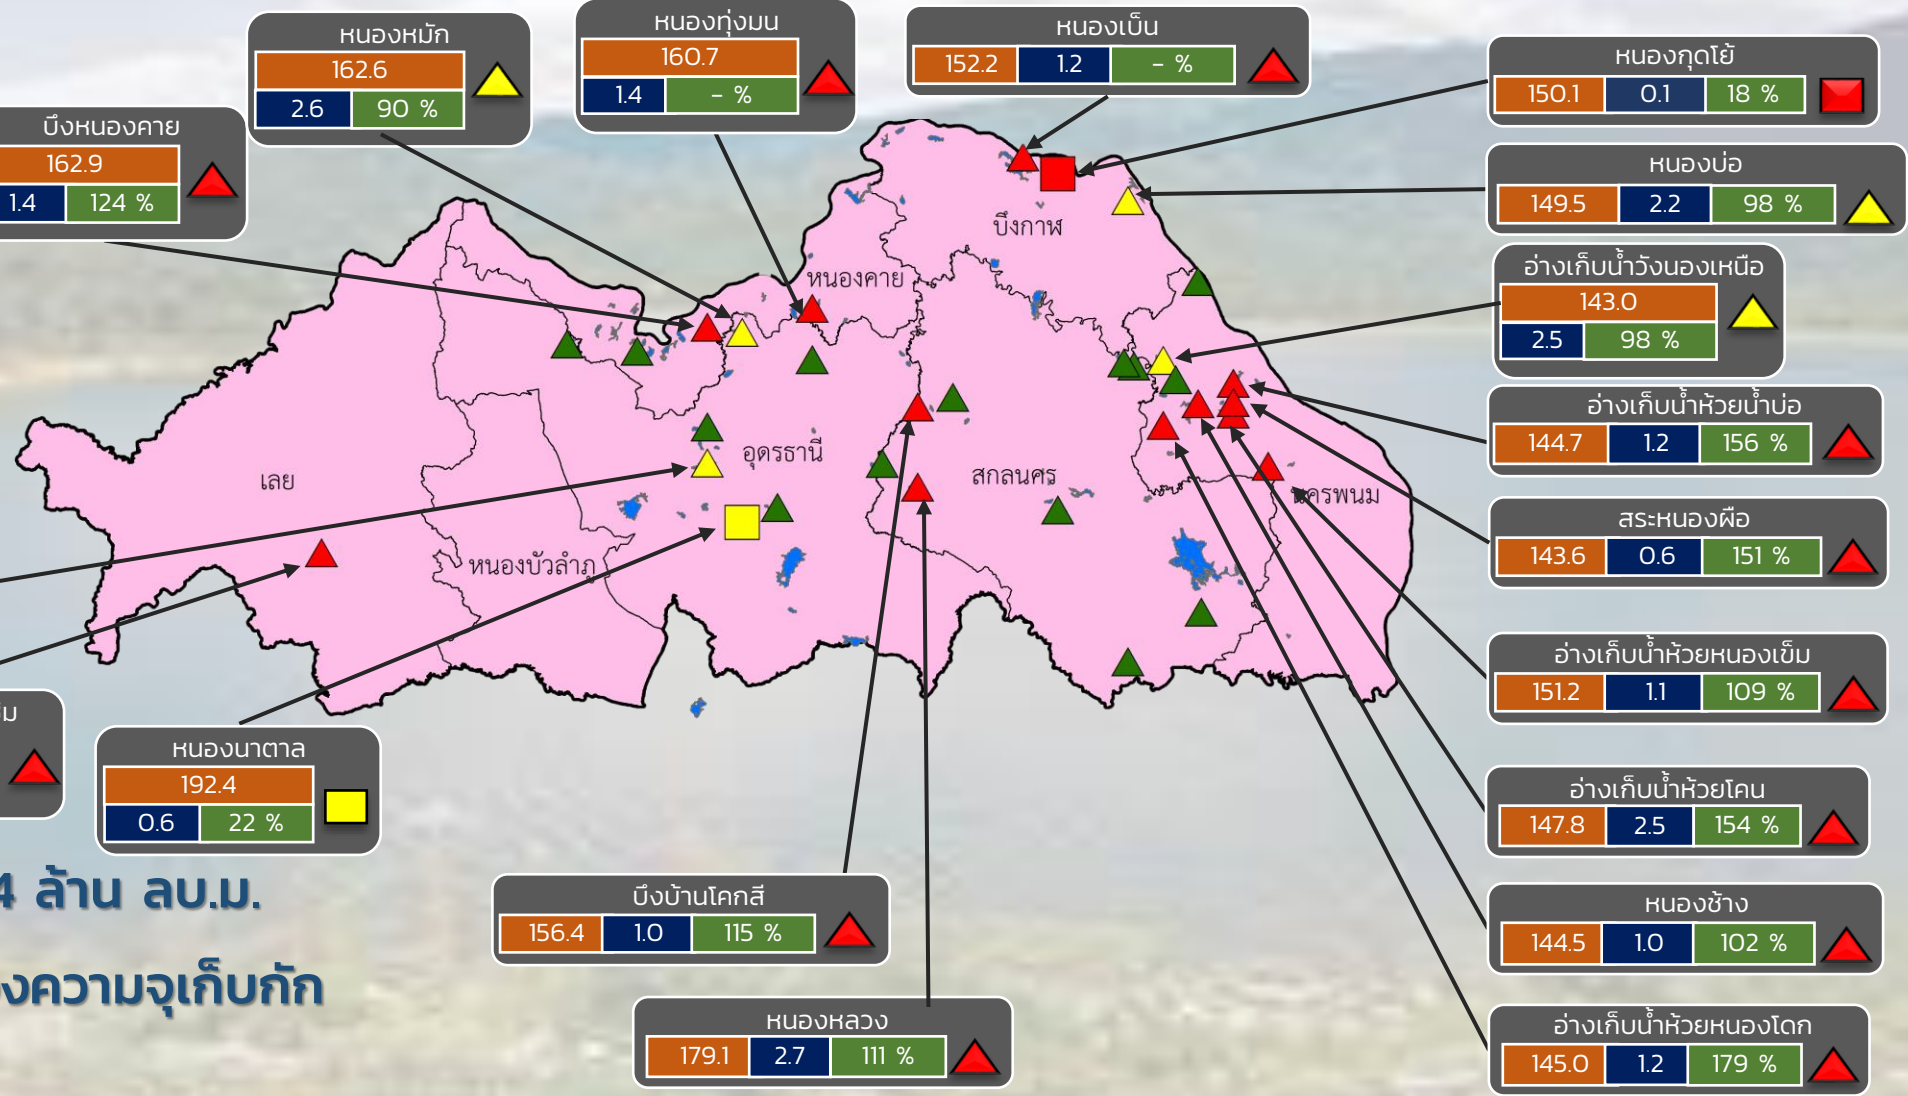 หนองหมัก
162.6
2.6 90 %
หนองทุ่งมน
160.7
1.4 - %
หนองเบ็น
152.2 1.2 - %
หนองกุดโย้
150.1 0.1 18 %
บึงหนองคาย
162.9
1.4 124 %
หนองบ่อ
149.5 2.2 98 %
อ่างเก็บน้ำวังนองเหนือ
143.0
2.5 98 %
อ่างเก็บน้ำห้วยน้ำบ่อ
144.7 1.2 156 %
สระหนองผือ
143.6 0.6 151 %
อ่างเก็บน้ำห้วยหนองเข็ม
151.2 1.1 109 %
อ่างเก็บน้ำห้วยโคน
147.8 2.5 154 %
หนองช้าง
144.5 1.0 102 %
อ่างเก็บน้ำห้วยหนองโดก
145.0 1.2 179 %
บึงกาฬ
หนองคาย
เลย
อุดรธานี
สกลนคร
นครพนม
หนองบัวลำภู
หนองนาตาล
192.4
0.6 22 %
บึงบ้านโคกสี
156.4 1.0 115 %
หนองหลวง
179.1 2.7 111 %
4 ล้าน ลบ.ม.
งความจุเก็บกัก